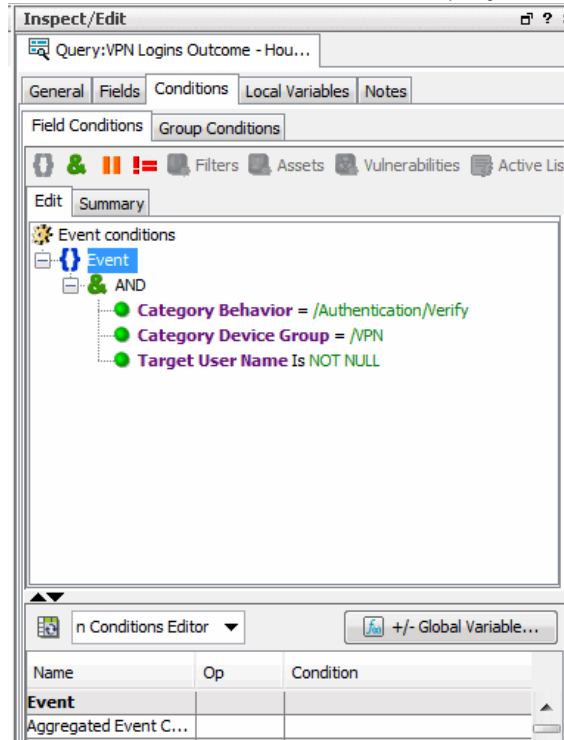 Inspect/Edit ?
Query:VPN Logins Outcome - Hou...
General Fields Conditions Local Variables Notes
Field Conditions Group Conditions
{} & || != Filters Assets Vulnerabilities Active Lis
Edit Summary
Event conditions
{} Event
& AND
Category Behavior = /Authentication/Verify
Category Device Group = /VPN
Target User Name Is NOT NULL
n Conditions Editor f(x) +/- Global Variable...
Name Op Condition
Event
Aggregated Event C...